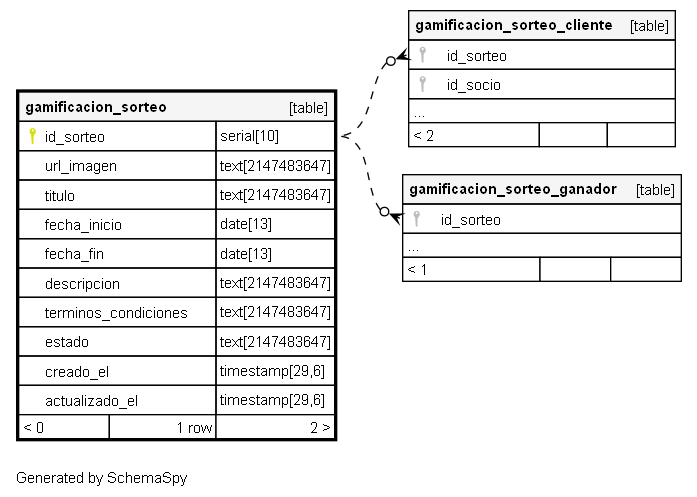 gamificacion_sorteo_cliente [table]
id_sorteo
id_socio
...
< 2
gamificacion_sorteo [table]
id_sorteo serial[10]
url_imagen text[2147483647]
titulo text[2147483647]
fecha_inicio date[13]
fecha_fin date[13]
descripcion text[2147483647]
terminos_condiciones text[2147483647]
estado text[2147483647]
creado_el timestamp[29,6]
actualizado_el timestamp[29,6]
< 0 1 row 2 >
gamificacion_sorteo_ganador [table]
id_sorteo
...
< 1
Generated by SchemaSpy